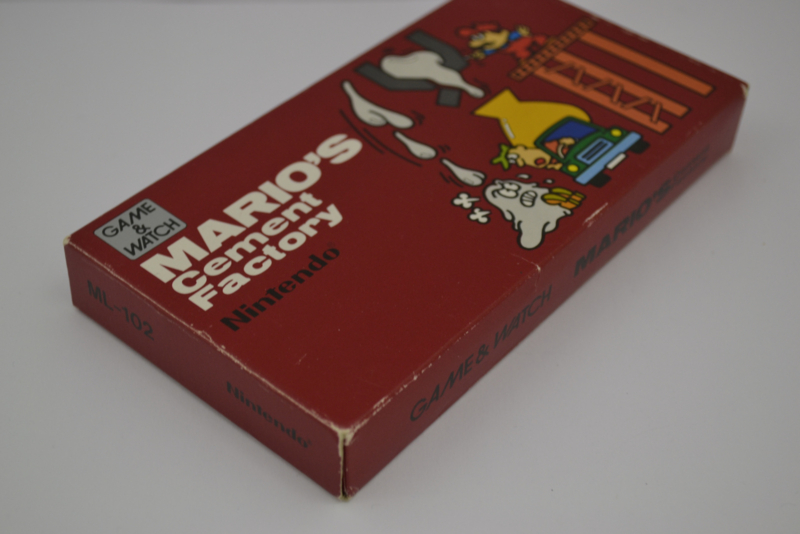 GAME
&
WATCH
MARIO'S
Cement
Factory
Nintendo
ML-102
Nintendo
GAME & WATCH MARIO'S